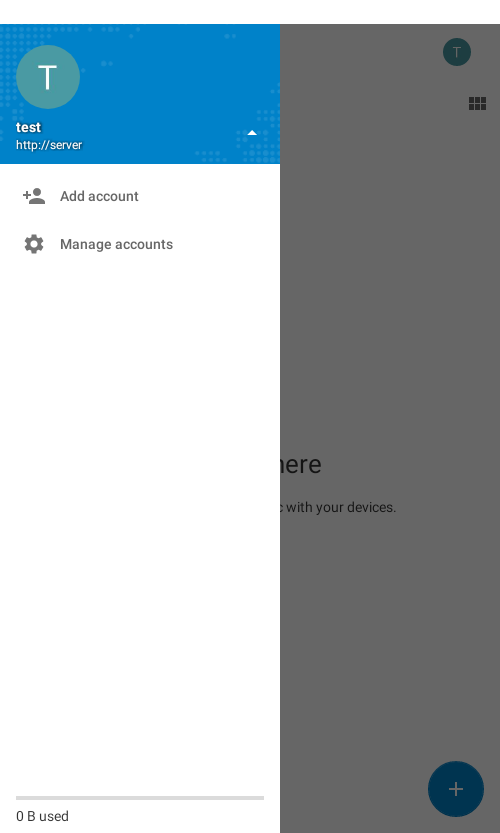 T
T
test
http://server
Add account
Manage accounts
here
with your devices.
0 B used